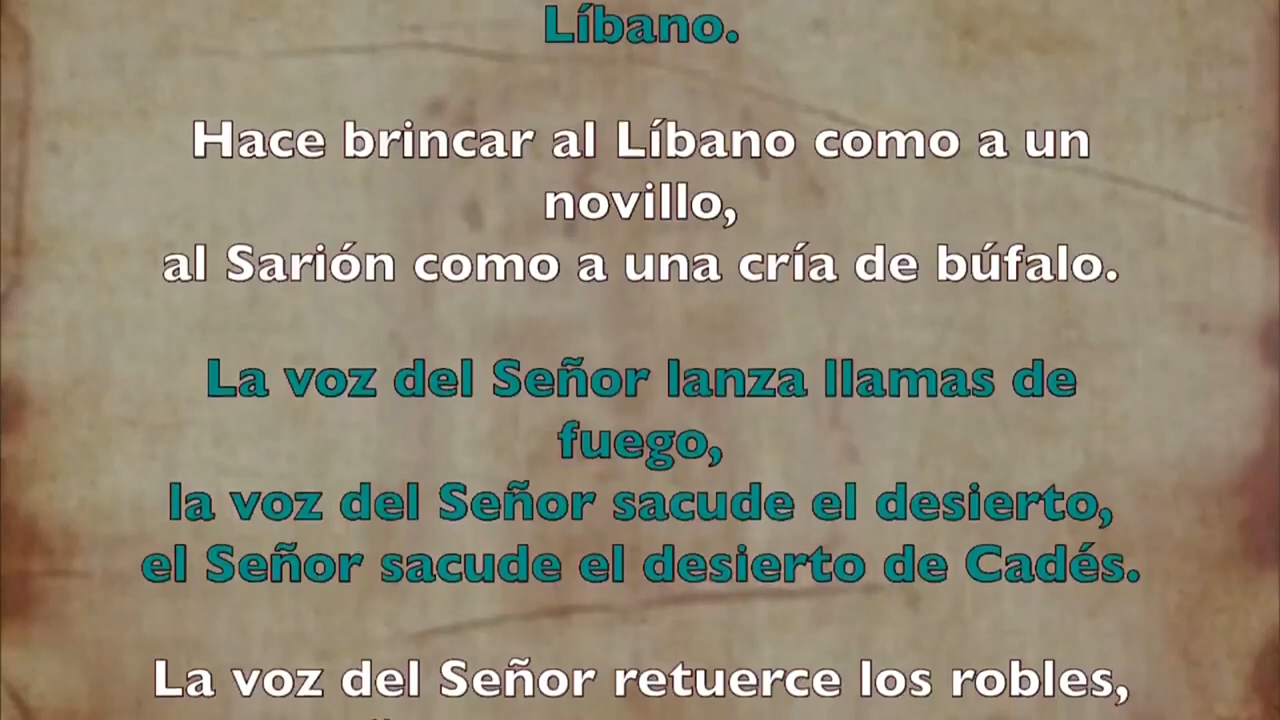 Líbano.
Hace brincar al Líbano como a un
novillo,
al Sarión como a una cría de búfalo.
La voz del Señor lanza llamas de
fuego,
la voz del Señor sacude el desierto,
el Señor sacude el desierto de Cadés.
La voz del Señor retuerce los robles,